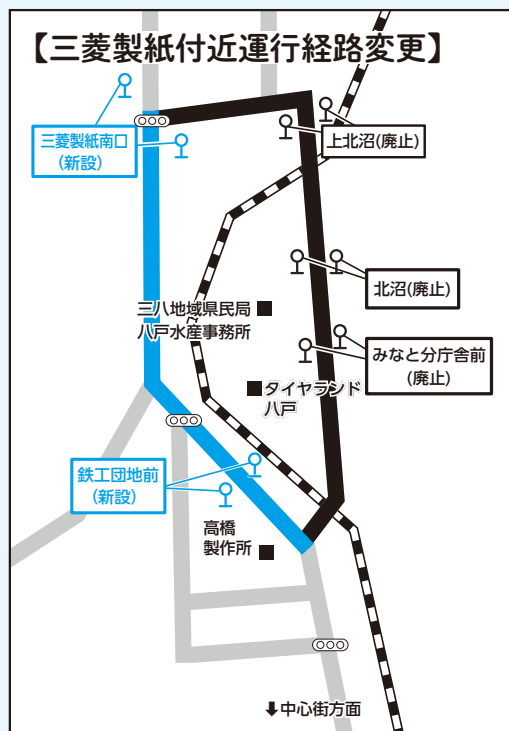 【三菱製紙付近運行経路変更】
三菱製紙南口
(新設)
上北沼(廃止)
北沼(廃止)
三八地域県民局
八戸水産事務所
みなと分庁舎前
(廃止)
タイヤランド
八戸
鉄工団地前
(新設)
高橋
製作所
⬇中心街方面